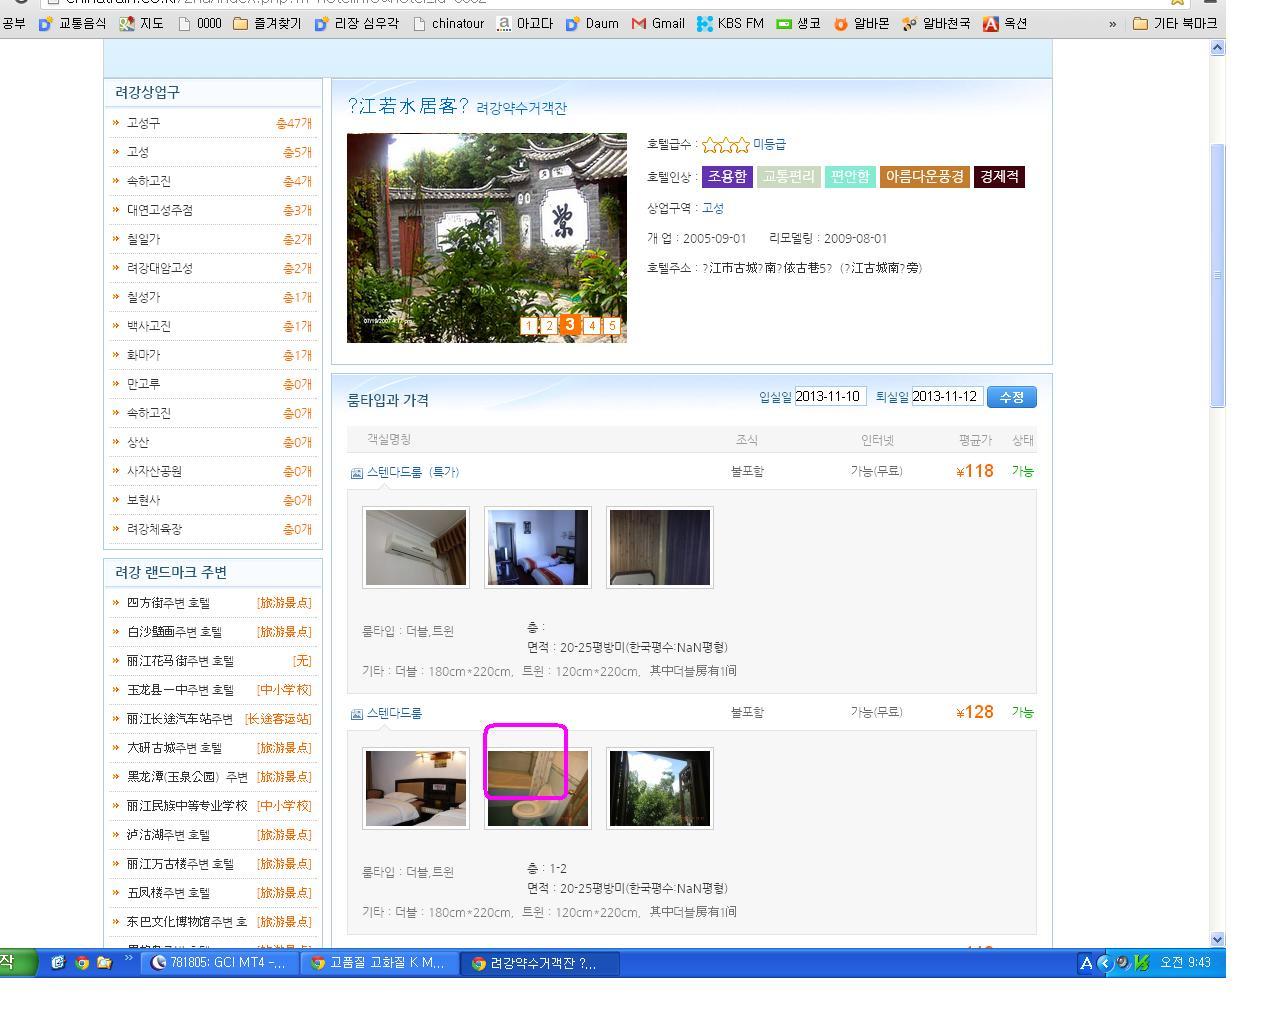 공부 교통음식 지도 0000 즐겨찾기 리장 심우각 chinatour 아고다 Daum Gmail KBS FM 생코 알바몬 알바천국 옥션 » 기타 북마크
려강상업구
고성구 총47개
고성 총5개
속하고진 총4개
대연고성주점 총3개
칠일가 총2개
려강대암고성 총2개
칠성가 총1개
백사고진 총1개
화마가 총1개
만고루 총0개
속하고진 총0개
상산 총0개
사자산공원 총0개
보현사 총0개
려강체육장 총0개
려강 랜드마크 주변
四方街주변 호텔 [旅游景点]
白沙壁画주변 호텔 [旅游景点]
丽江花马街주변 호텔 [无]
玉龙县一中주변 호텔 [中小学校]
丽江长途汽车站주변 [长途客运站]
大研古城주변 호텔 [旅游景点]
黑龙潭(玉泉公园) 주변 [旅游景点]
丽江民族中等专业学校 [中小学校]
泸沽湖주변 호텔 [旅游景点]
丽江万古楼주변 호텔 [旅游景点]
五凤楼주변 호텔 [旅游景点]
东巴文化博物馆주변 호 [旅游景点]
?江若水居客? 려강약수거객잔
紫
1 2 3 4 5
호텔급수 : 미등급
호텔인상 : 조용함 교통편리 편안함 아름다운풍경 경제적
상업구역 : 고성
개 업 : 2005-09-01 리모델링 : 2009-08-01
호텔주소 : ?江市古城?南?依古巷5? (?江古城南?旁)
룸타입과 가격 입실일 2013-11-10 퇴실일 2013-11-12 수정
객실명칭 조식 인터넷 평균가 상태
스텐다드룸 (특가) 불포함 가능(무료) ¥118 가능
층 :
룸타입 : 더블,트윈
면적 : 20-25평방미(한국평수:NaN평형)
기타 : 더블 : 180cm*220cm, 트윈 : 120cm*220cm, 其中더블房有1间
스텐다드룸 불포함 가능(무료) ¥128 가능
층 : 1-2
룸타입 : 더블,트윈
면적 : 20-25평방미(한국평수:NaN평형)
기타 : 더블 : 180cm*220cm, 트윈 : 120cm*220cm, 其中더블房有1间
작 » 781805: GCI MT4 -... 고품질 고화질 K M... 려강약수거객잔 ?... A 오전 9:43